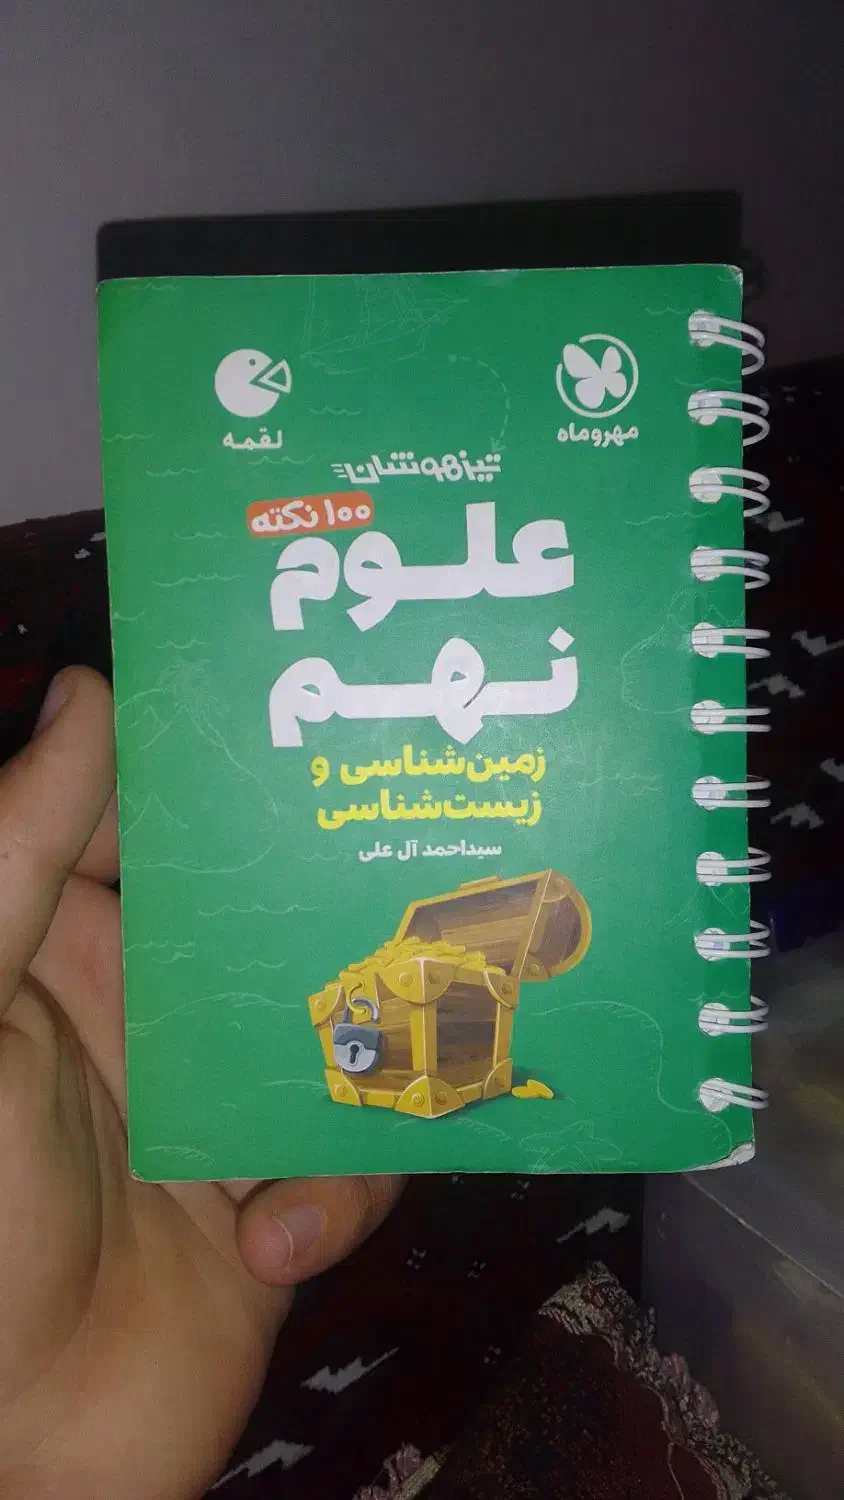 مهروماه
لقمه
تیزهوشان
۱۰۰ نکته
علوم
نهم
زمین‌شناسی و
زیست‌شناسی
سیداحمد آل علی